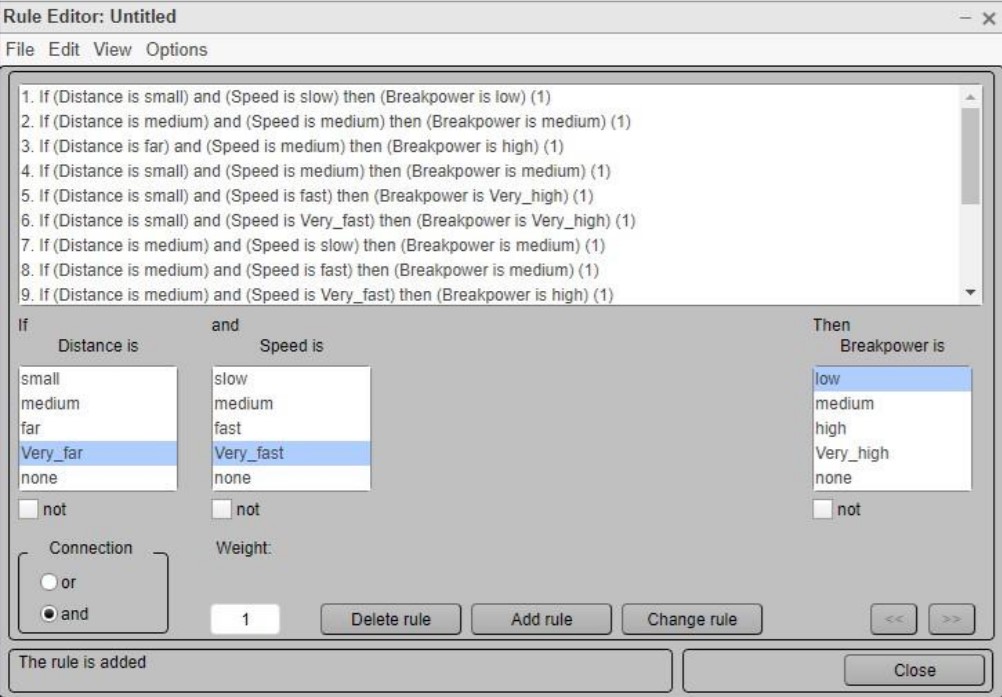 Rule Editor: Untitled
File Edit View Options
1. If (Distance is small) and (Speed is slow) then (Breakpower is low) (1)
2. If (Distance is medium) and (Speed is medium) then (Breakpower is medium) (1)
3. If (Distance is far) and (Speed is medium) then (Breakpower is high) (1)
4. If (Distance is small) and (Speed is medium) then (Breakpower is medium) (1)
5. If (Distance is small) and (Speed is fast) then (Breakpower is Very_high) (1)
6. If (Distance is small) and (Speed is Very_fast) then (Breakpower is Very_high) (1)
7. If (Distance is medium) and (Speed is slow) then (Breakpower is medium) (1)
8. If (Distance is medium) and (Speed is fast) then (Breakpower is medium) (1)
9. If (Distance is medium) and (Speed is Very_fast) then (Breakpower is high) (1)
If and Then
Distance is Speed is Breakpower is
small slow low
medium medium medium
far fast high
Very_far Very_fast Very_high
none none none
not not not
Connection Weight:
or
and 1 Delete rule Add rule Change rule << >>
The rule is added Close